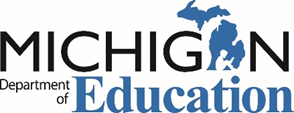 MICHIGAN
Department
of Education